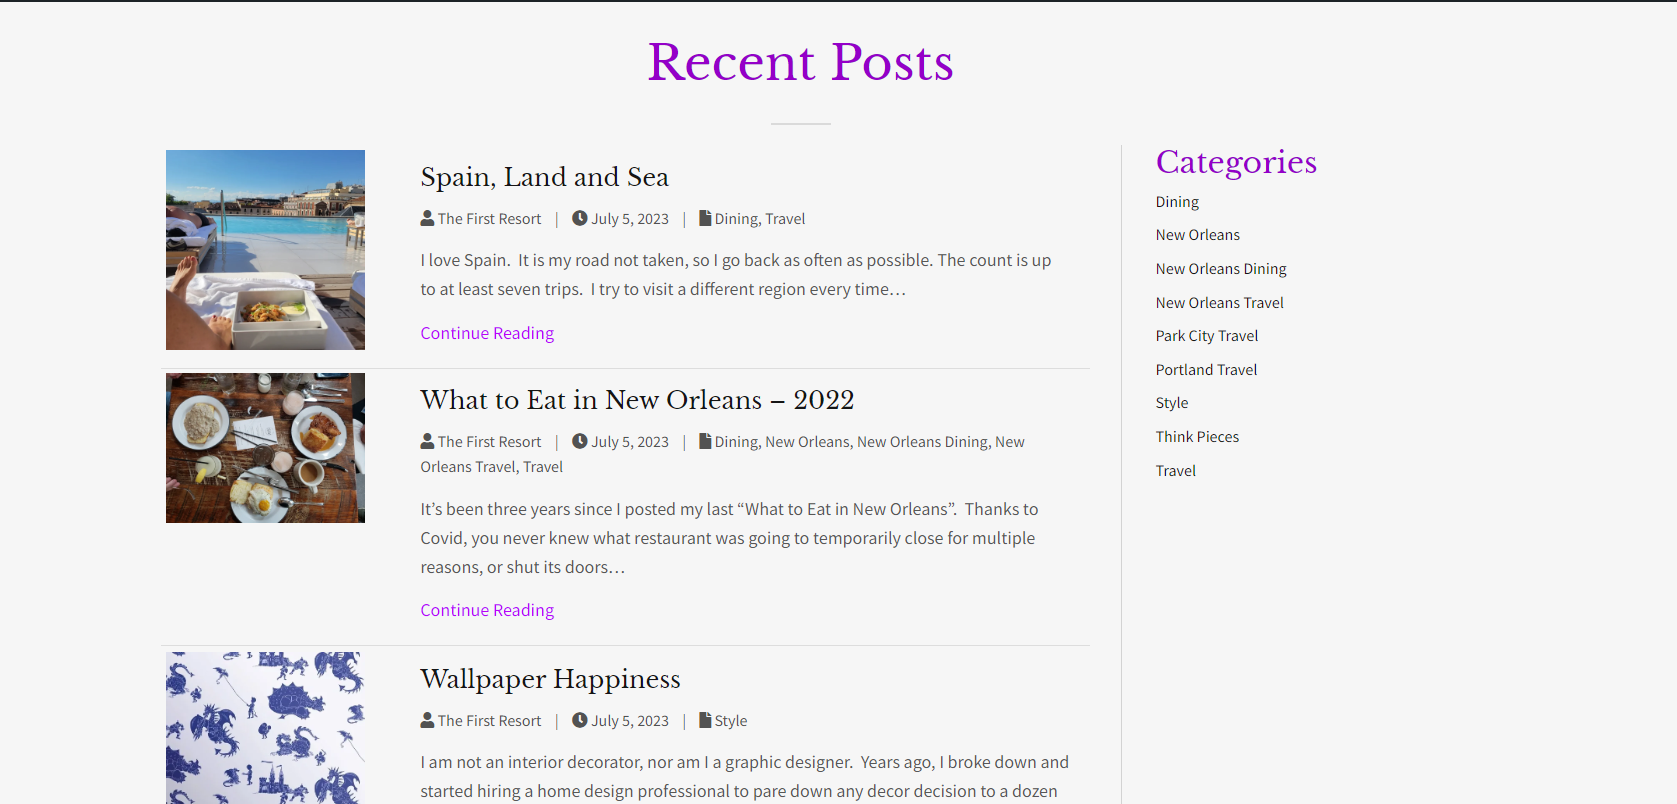 Recent Posts
Spain, Land and Sea
The First Resort | July 5, 2023 | Dining, Travel
I love Spain.  It is my road not taken, so I go back as often as possible. The count is up
to at least seven trips.  I try to visit a different region every time…
Continue Reading
What to Eat in New Orleans – 2022
The First Resort | July 5, 2023 | Dining, New Orleans, New Orleans Dining, New
Orleans Travel, Travel
It’s been three years since I posted my last “What to Eat in New Orleans”.  Thanks to
Covid, you never knew what restaurant was going to temporarily close for multiple
reasons, or shut its doors…
Continue Reading
Wallpaper Happiness
The First Resort | July 5, 2023 | Style
I am not an interior decorator, nor am I a graphic designer.  Years ago, I broke down and
started hiring a home design professional to pare down any decor decision to a dozen
Categories
Dining
New Orleans
New Orleans Dining
New Orleans Travel
Park City Travel
Portland Travel
Style
Think Pieces
Travel